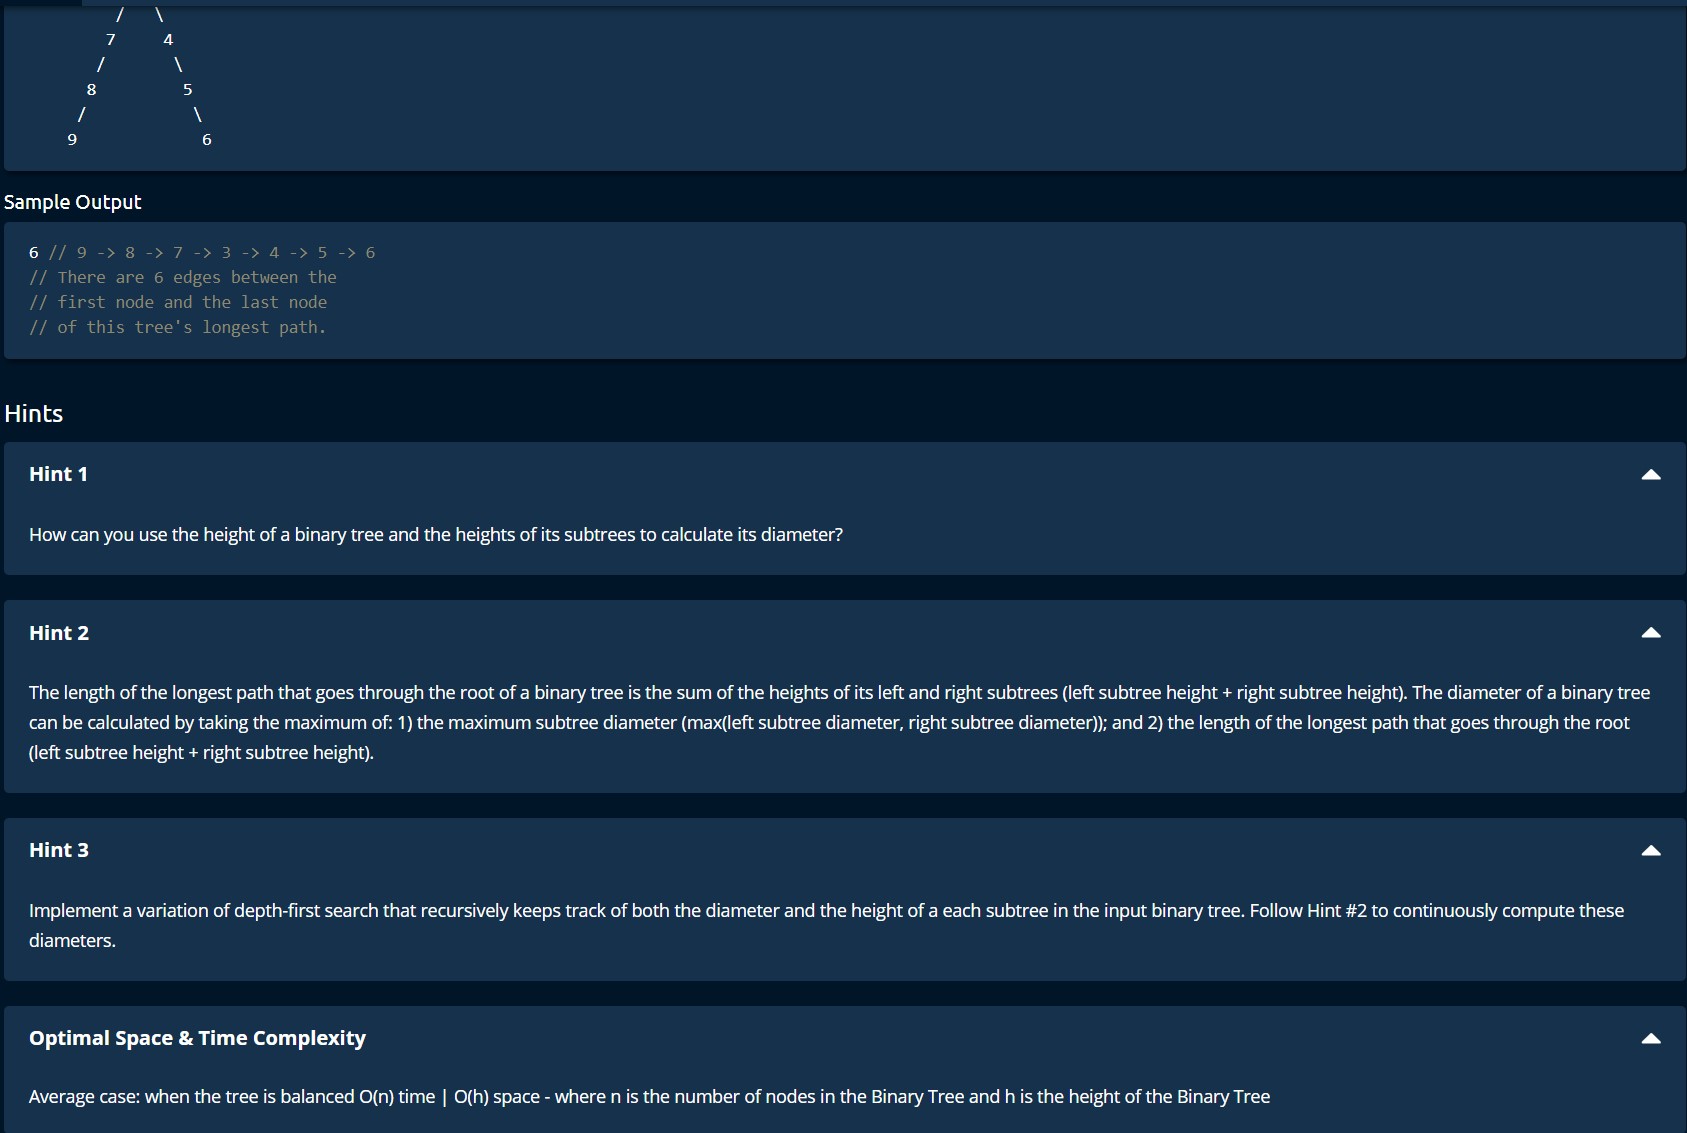 /   \
7     4
/       \
8         5
/           \
9             6
Sample Output
6 // 9 -> 8 -> 7 -> 3 -> 4 -> 5 -> 6
// There are 6 edges between the
// first node and the last node
// of this tree's longest path.
Hints
Hint 1
How can you use the height of a binary tree and the heights of its subtrees to calculate its diameter?
Hint 2
The length of the longest path that goes through the root of a binary tree is the sum of the heights of its left and right subtrees (left subtree height + right subtree height). The diameter of a binary tree
can be calculated by taking the maximum of: 1) the maximum subtree diameter (max(left subtree diameter, right subtree diameter)); and 2) the length of the longest path that goes through the root
(left subtree height + right subtree height).
Hint 3
Implement a variation of depth-first search that recursively keeps track of both the diameter and the height of a each subtree in the input binary tree. Follow Hint #2 to continuously compute these
diameters.
Optimal Space & Time Complexity
Average case: when the tree is balanced O(n) time | O(h) space - where n is the number of nodes in the Binary Tree and h is the height of the Binary Tree